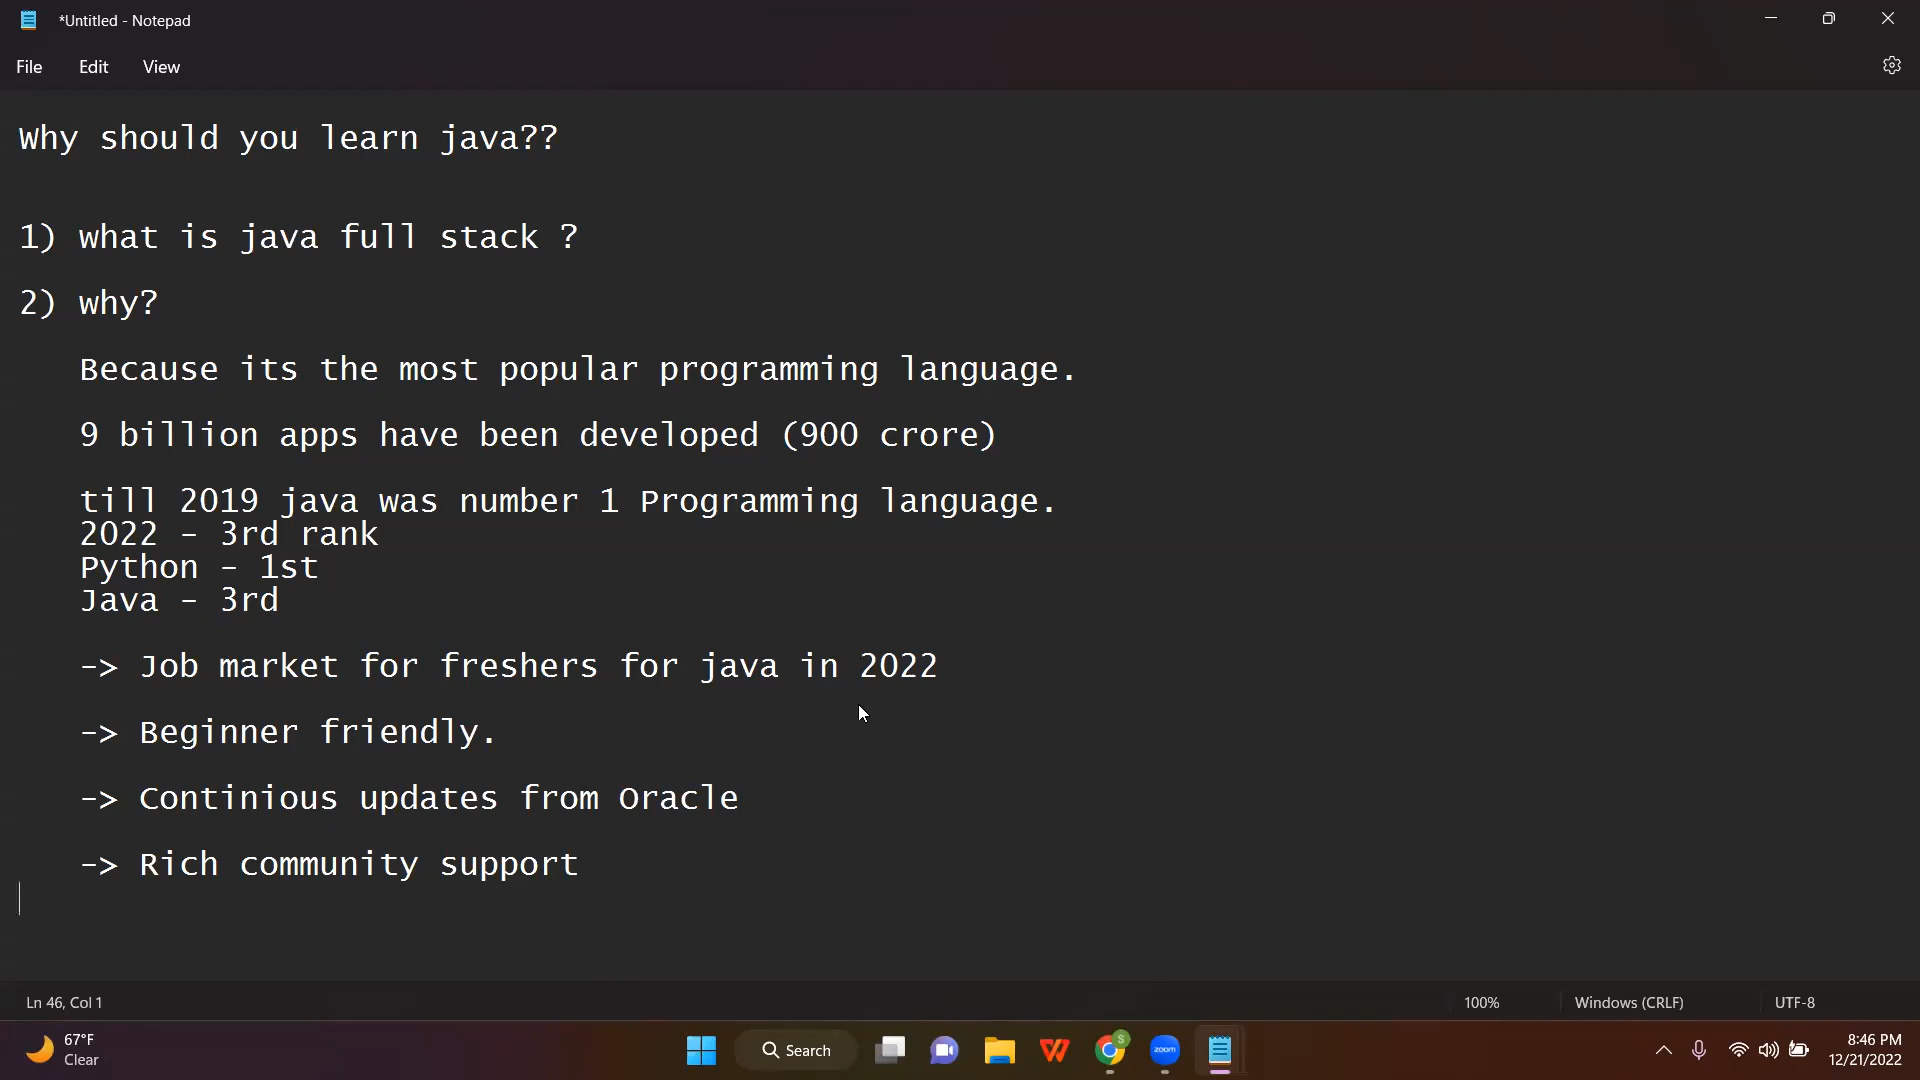 *Untitled - Notepad
File Edit View
Why should you learn java??
1) what is java full stack ?
2) why?
Because its the most popular programming language.
9 billion apps have been developed (900 crore)
till 2019 java was number 1 Programming language.
2022 - 3rd rank
Python - 1st
Java - 3rd
-> Job market for freshers for java in 2022
-> Beginner friendly.
-> Continious updates from Oracle
-> Rich community support
Ln 46, Col 1 100% Windows (CRLF) UTF-8
67°F
Clear
Search
S
zoom
8:46 PM
12/21/2022